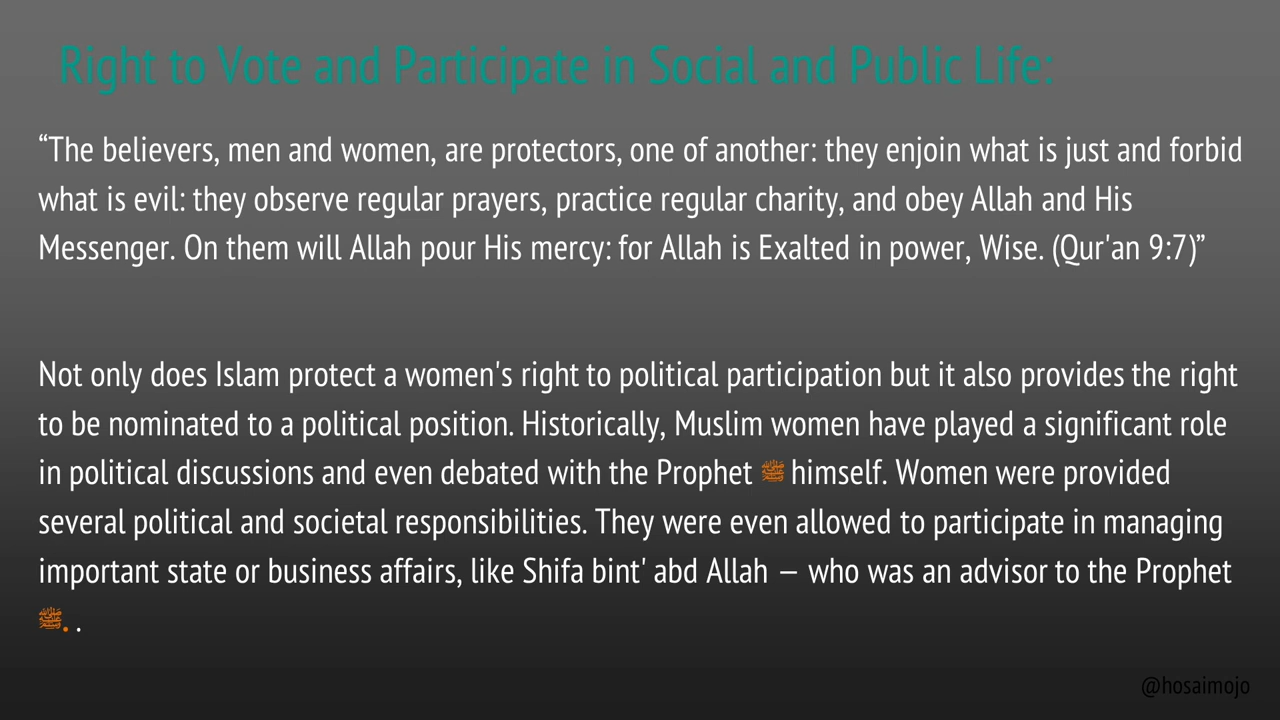 Right to Vote and Participate in Social and Public Life:
“The believers, men and women, are protectors, one of another: they enjoin what is just and forbid
what is evil: they observe regular prayers, practice regular charity, and obey Allah and His
Messenger. On them will Allah pour His mercy: for Allah is Exalted in power, Wise. (Qur'an 9:7)”
Not only does Islam protect a women's right to political participation but it also provides the right
to be nominated to a political position. Historically, Muslim women have played a significant role
in political discussions and even debated with the Prophet ﷺ himself. Women were provided
several political and societal responsibilities. They were even allowed to participate in managing
important state or business affairs, like Shifa bint' abd Allah — who was an advisor to the Prophet
ﷺ. .
@hosaimojo